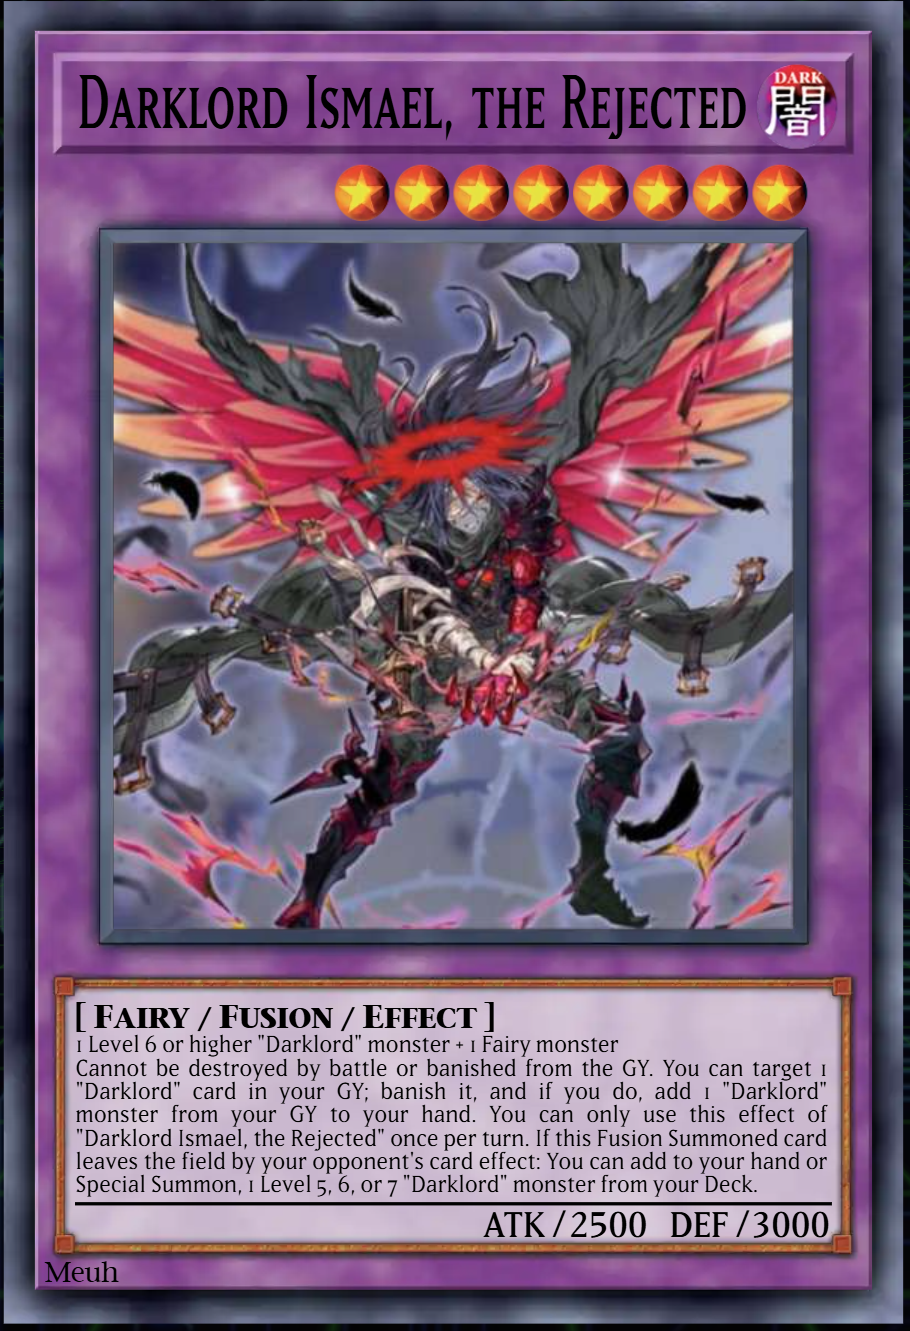 Darklord Ismael, the Rejected
DARK
闇
[ Fairy / Fusion / Effect ]
1 Level 6 or higher "Darklord" monster + 1 Fairy monster
Cannot be destroyed by battle or banished from the GY. You can target 1
"Darklord" card in your GY; banish it, and if you do, add 1 "Darklord"
monster from your GY to your hand. You can only use this effect of
"Darklord Ismael, the Rejected" once per turn. If this Fusion Summoned card
leaves the field by your opponent's card effect: You can add to your hand or
Special Summon, 1 Level 5, 6, or 7 "Darklord" monster from your Deck.
ATK/2500 DEF/3000
Meuh